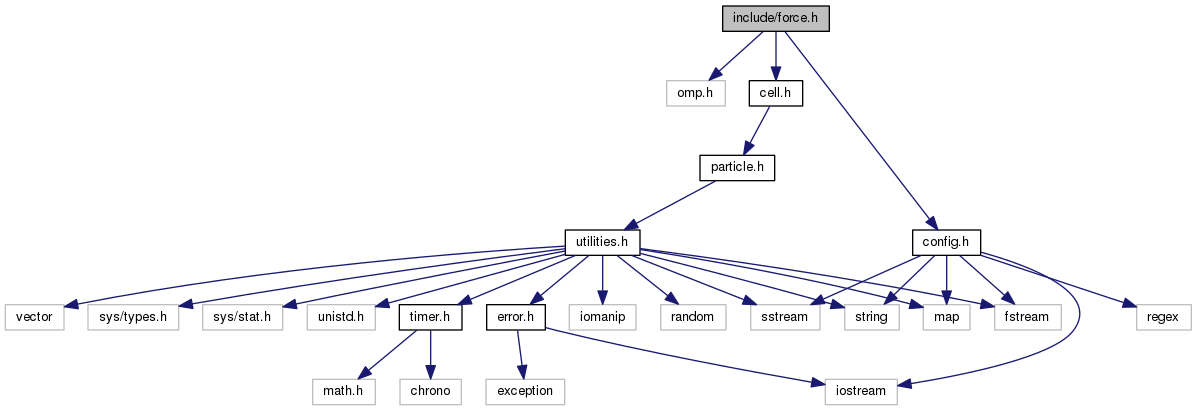 include/force.h
omp.h
cell.h
particle.h
utilities.h
config.h
vector
sys/types.h
sys/stat.h
unistd.h
timer.h
error.h
iomanip
random
sstream
string
map
fstream
regex
math.h
chrono
exception
iostream